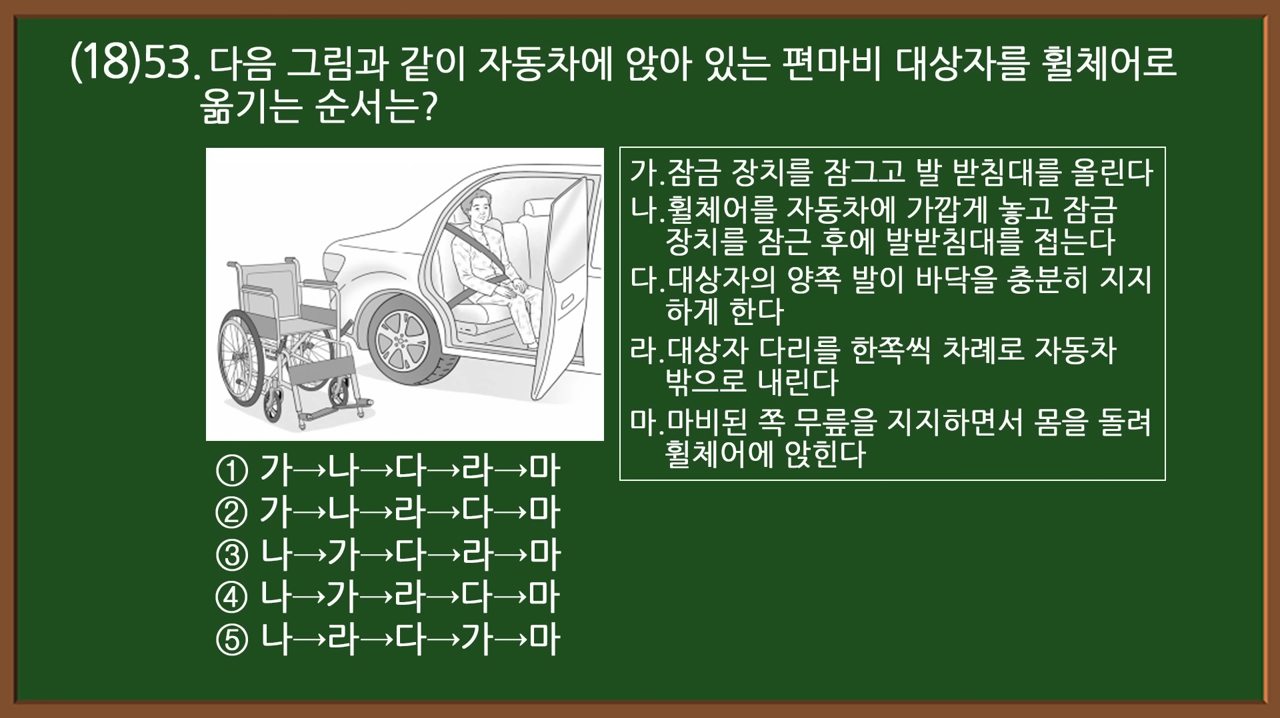 (18)53. 다음 그림과 같이 자동차에 앉아 있는 편마비 대상자를 휠체어로
옮기는 순서는?
가.잠금 장치를 잠그고 발 받침대를 올린다
나.휠체어를 자동차에 가깝게 놓고 잠금
장치를 잠근 후에 발받침대를 접는다
다.대상자의 양쪽 발이 바닥을 충분히 지지
하게 한다
라.대상자 다리를 한쪽씩 차례로 자동차
밖으로 내린다
마.마비된 쪽 무릎을 지지하면서 몸을 돌려
휠체어에 앉힌다
① 가→나→다→라→마
② 가→나→라→다→마
③ 나→가→다→라→마
④ 나→가→라→다→마
⑤ 나→라→다→가→마